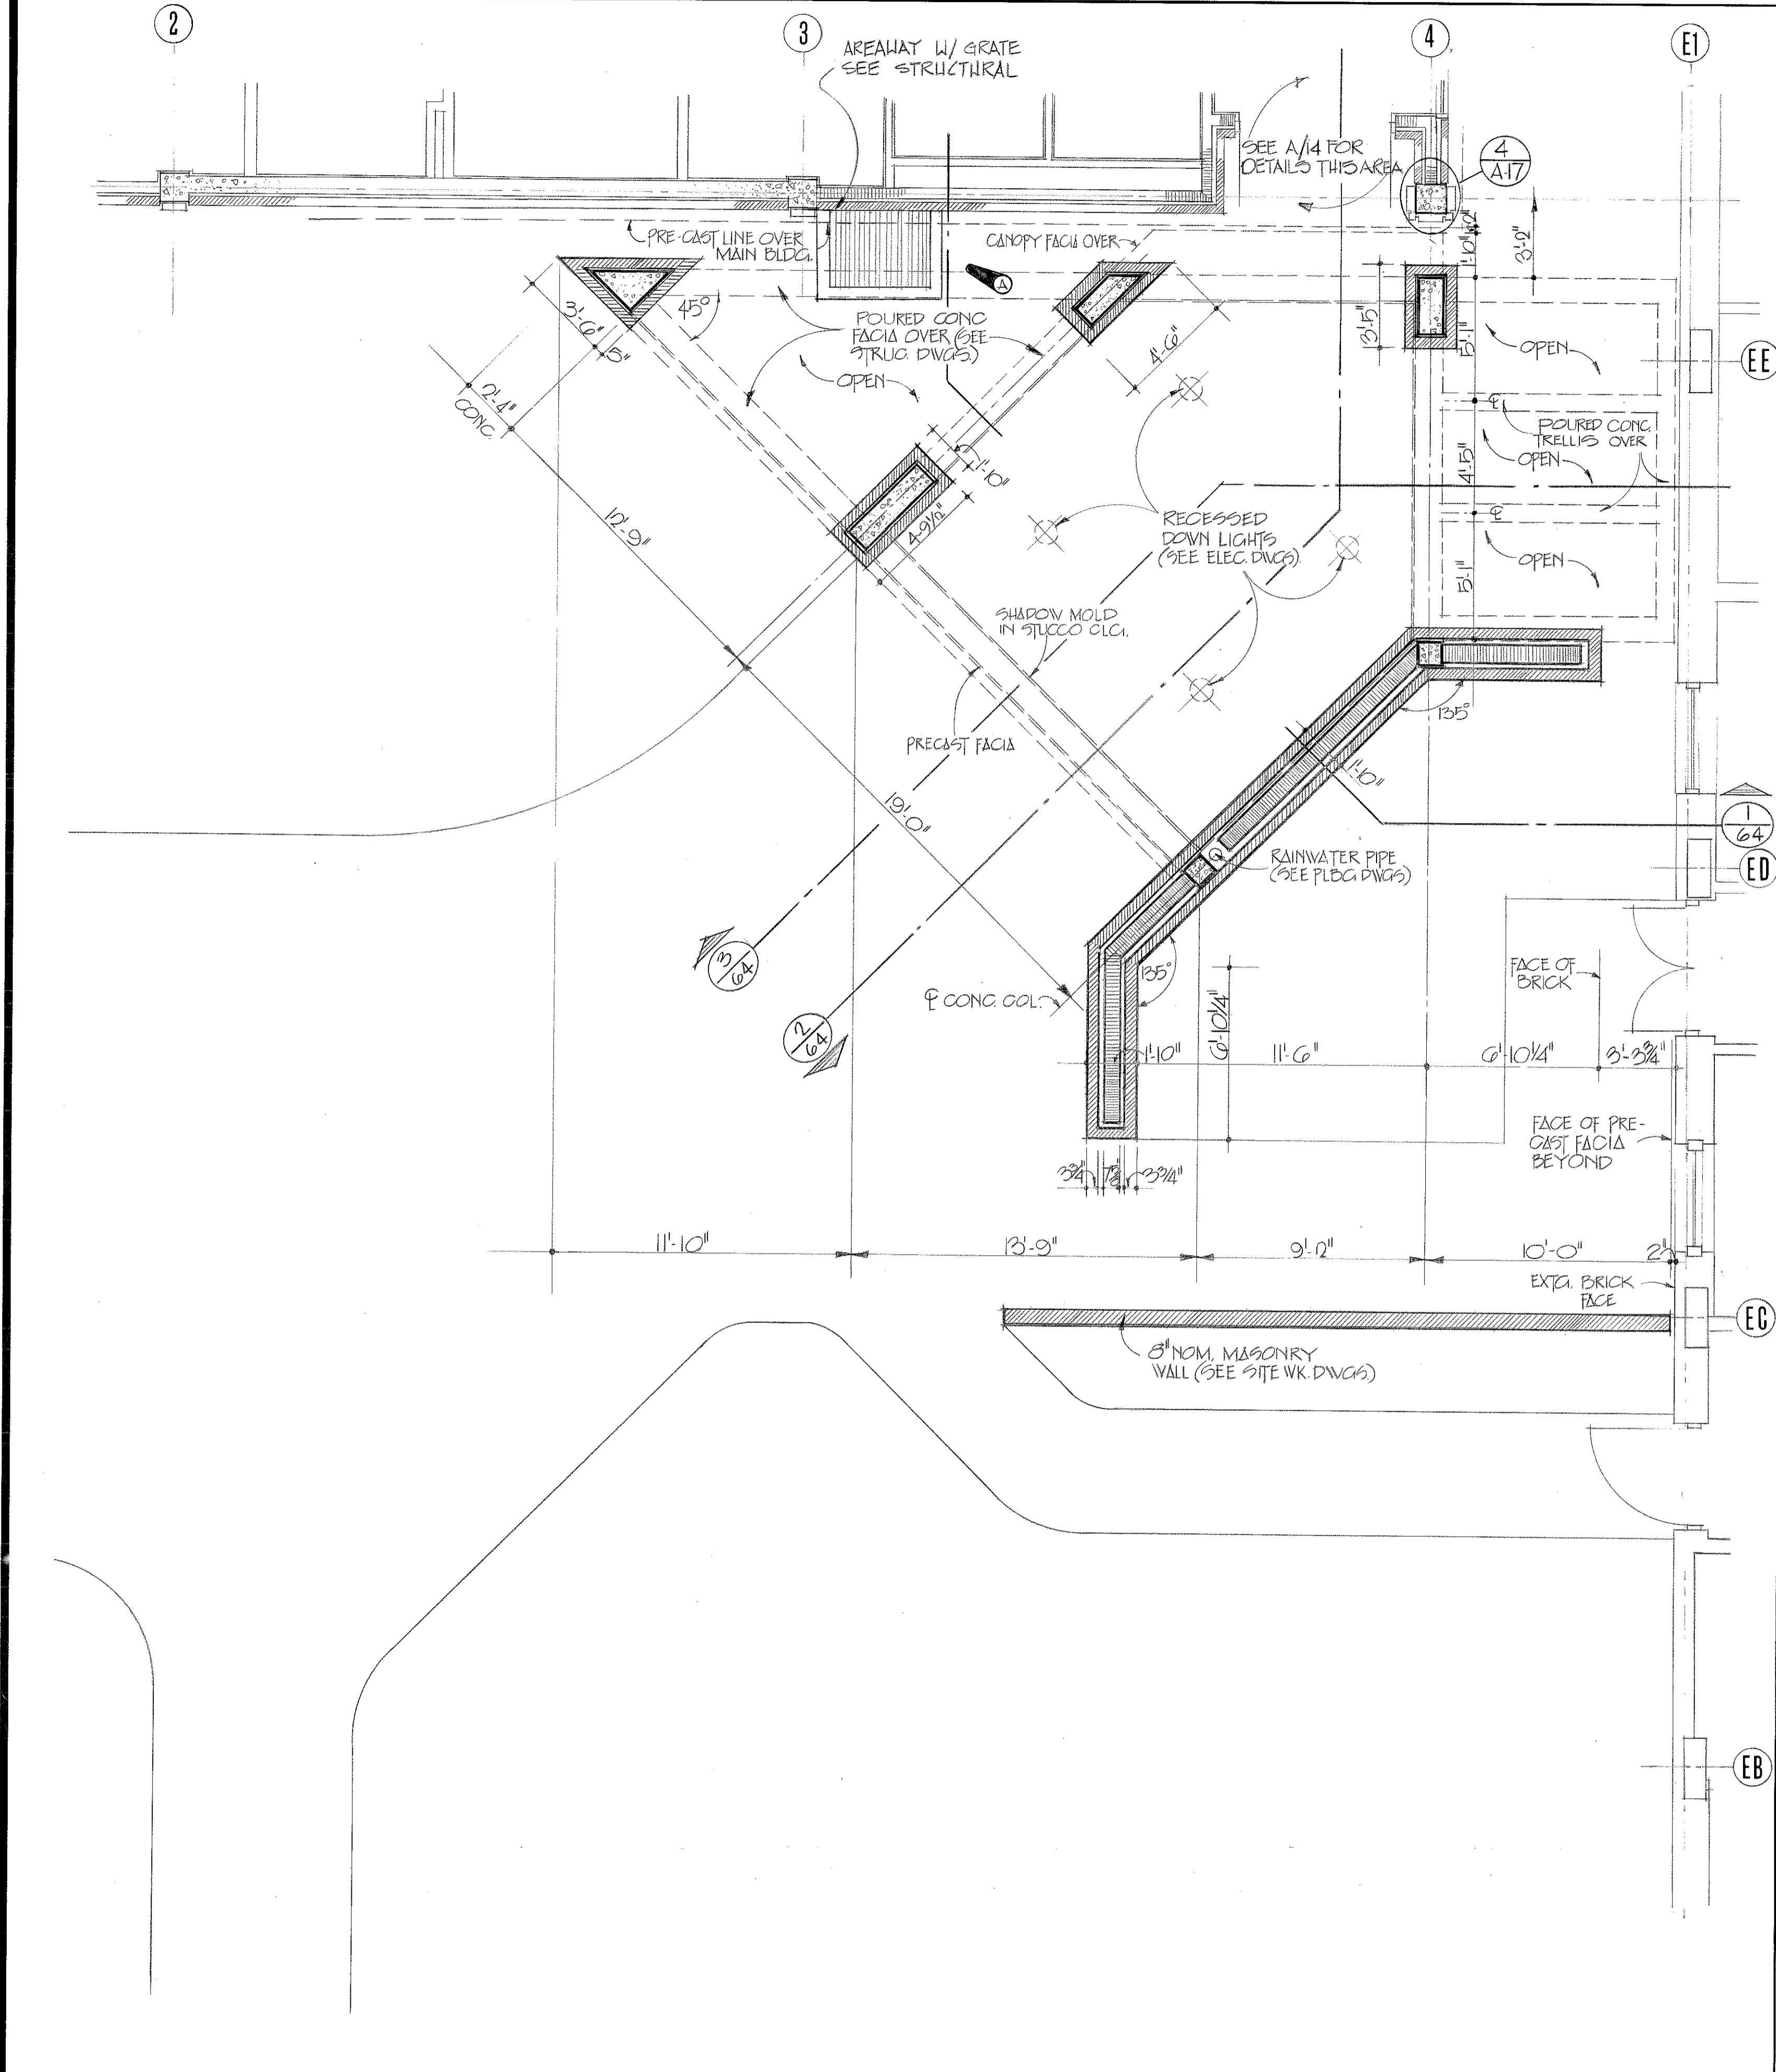 2
3
4
E1
AREAWAY W/ GRATE
SEE STRUCTURAL
SEE A/14 FOR
DETAILS THIS AREA
4
A-17
PRE-CAST LINE OVER
MAIN BLDG.
CANOPY FACIA OVER
A
1'-10"
2"
3'-2"
45°
3'-6"
5"
2'-4"
CONC.
POURED CONC
FACIA OVER (SEE
STRUC. DWGS.)
OPEN
4'-6"
3'-5"
5'-1"
OPEN
EE
℄
POURED CONC.
TRELLIS OVER
4'-5"
OPEN
1'-10"
4'-9 1/2"
12'-9"
RECESSED
DOWN LIGHTS
(SEE ELEC. DWGS)
℄
OPEN
5'-1"
SHADOW MOLD
IN STUCCO CLG.
135°
PRECAST FACIA
1'-10"
19'-0"
1
64
RAINWATER PIPE
(SEE PLBG DWGS)
ED
3
64
135°
FACE OF
BRICK
℄ CONC. COL.
2
64
1'-10"
6'-10 1/4"
11'-6"
6'-10 1/4"
3'-3 3/4"
FACE OF PRE-
CAST FACIA
BEYOND
3 3/4"
3 3/4"
11'-10"
13'-9"
9'-2"
10'-0"
2"
EXTG. BRICK
FACE
EC
8" NOM. MASONRY
WALL (SEE SITE WK. DWGS.)
EB